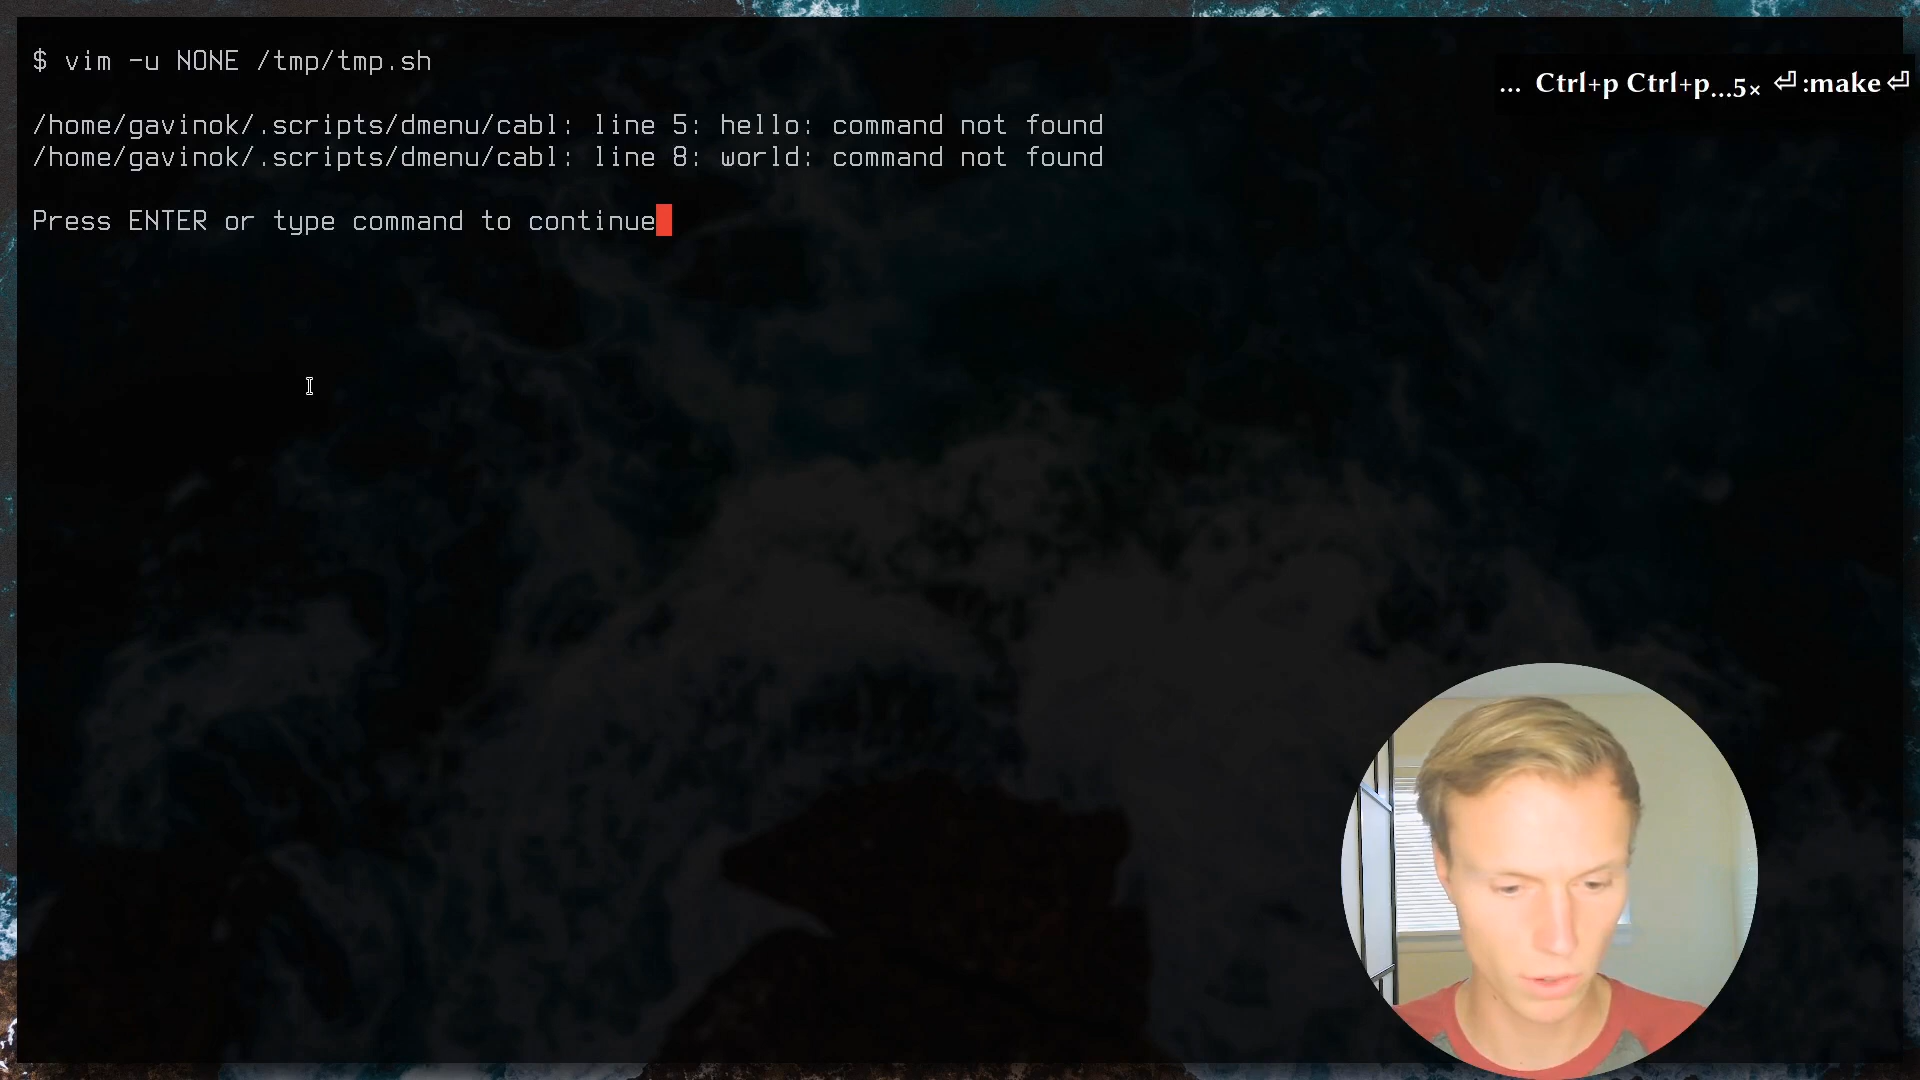 $ vim -u NONE /tmp/tmp.sh
... Ctrl+p Ctrl+p...5× ⏎ :make ⏎
/home/gavinok/.scripts/dmenu/cabl: line 5: hello: command not found
/home/gavinok/.scripts/dmenu/cabl: line 8: world: command not found
Press ENTER or type command to continue